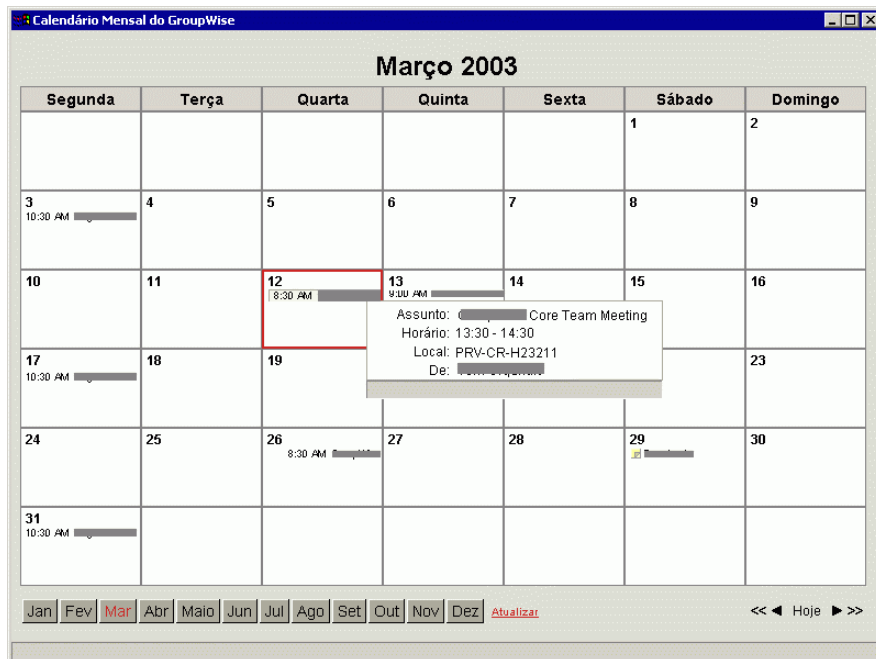 Calendário Mensal do GroupWise
Março 2003
Segunda Terça Quarta Quinta Sexta Sábado Domingo
1 2
3 4 5 6 7 8 9
10:30 AM
10 11 12 13 14 15 16
8:30 AM 9:00 AM
Assunto: Core Team Meeting
Horário: 13:30 - 14:30
Local: PRV-CR-H23211
De:
17 18 19 23
10:30 AM
24 25 26 27 28 29 30
8:30 AM
31
10:30 AM
Jan Fev Mar Abr Maio Jun Jul Ago Set Out Nov Dez Atualizar << ◄ Hoje ► >>